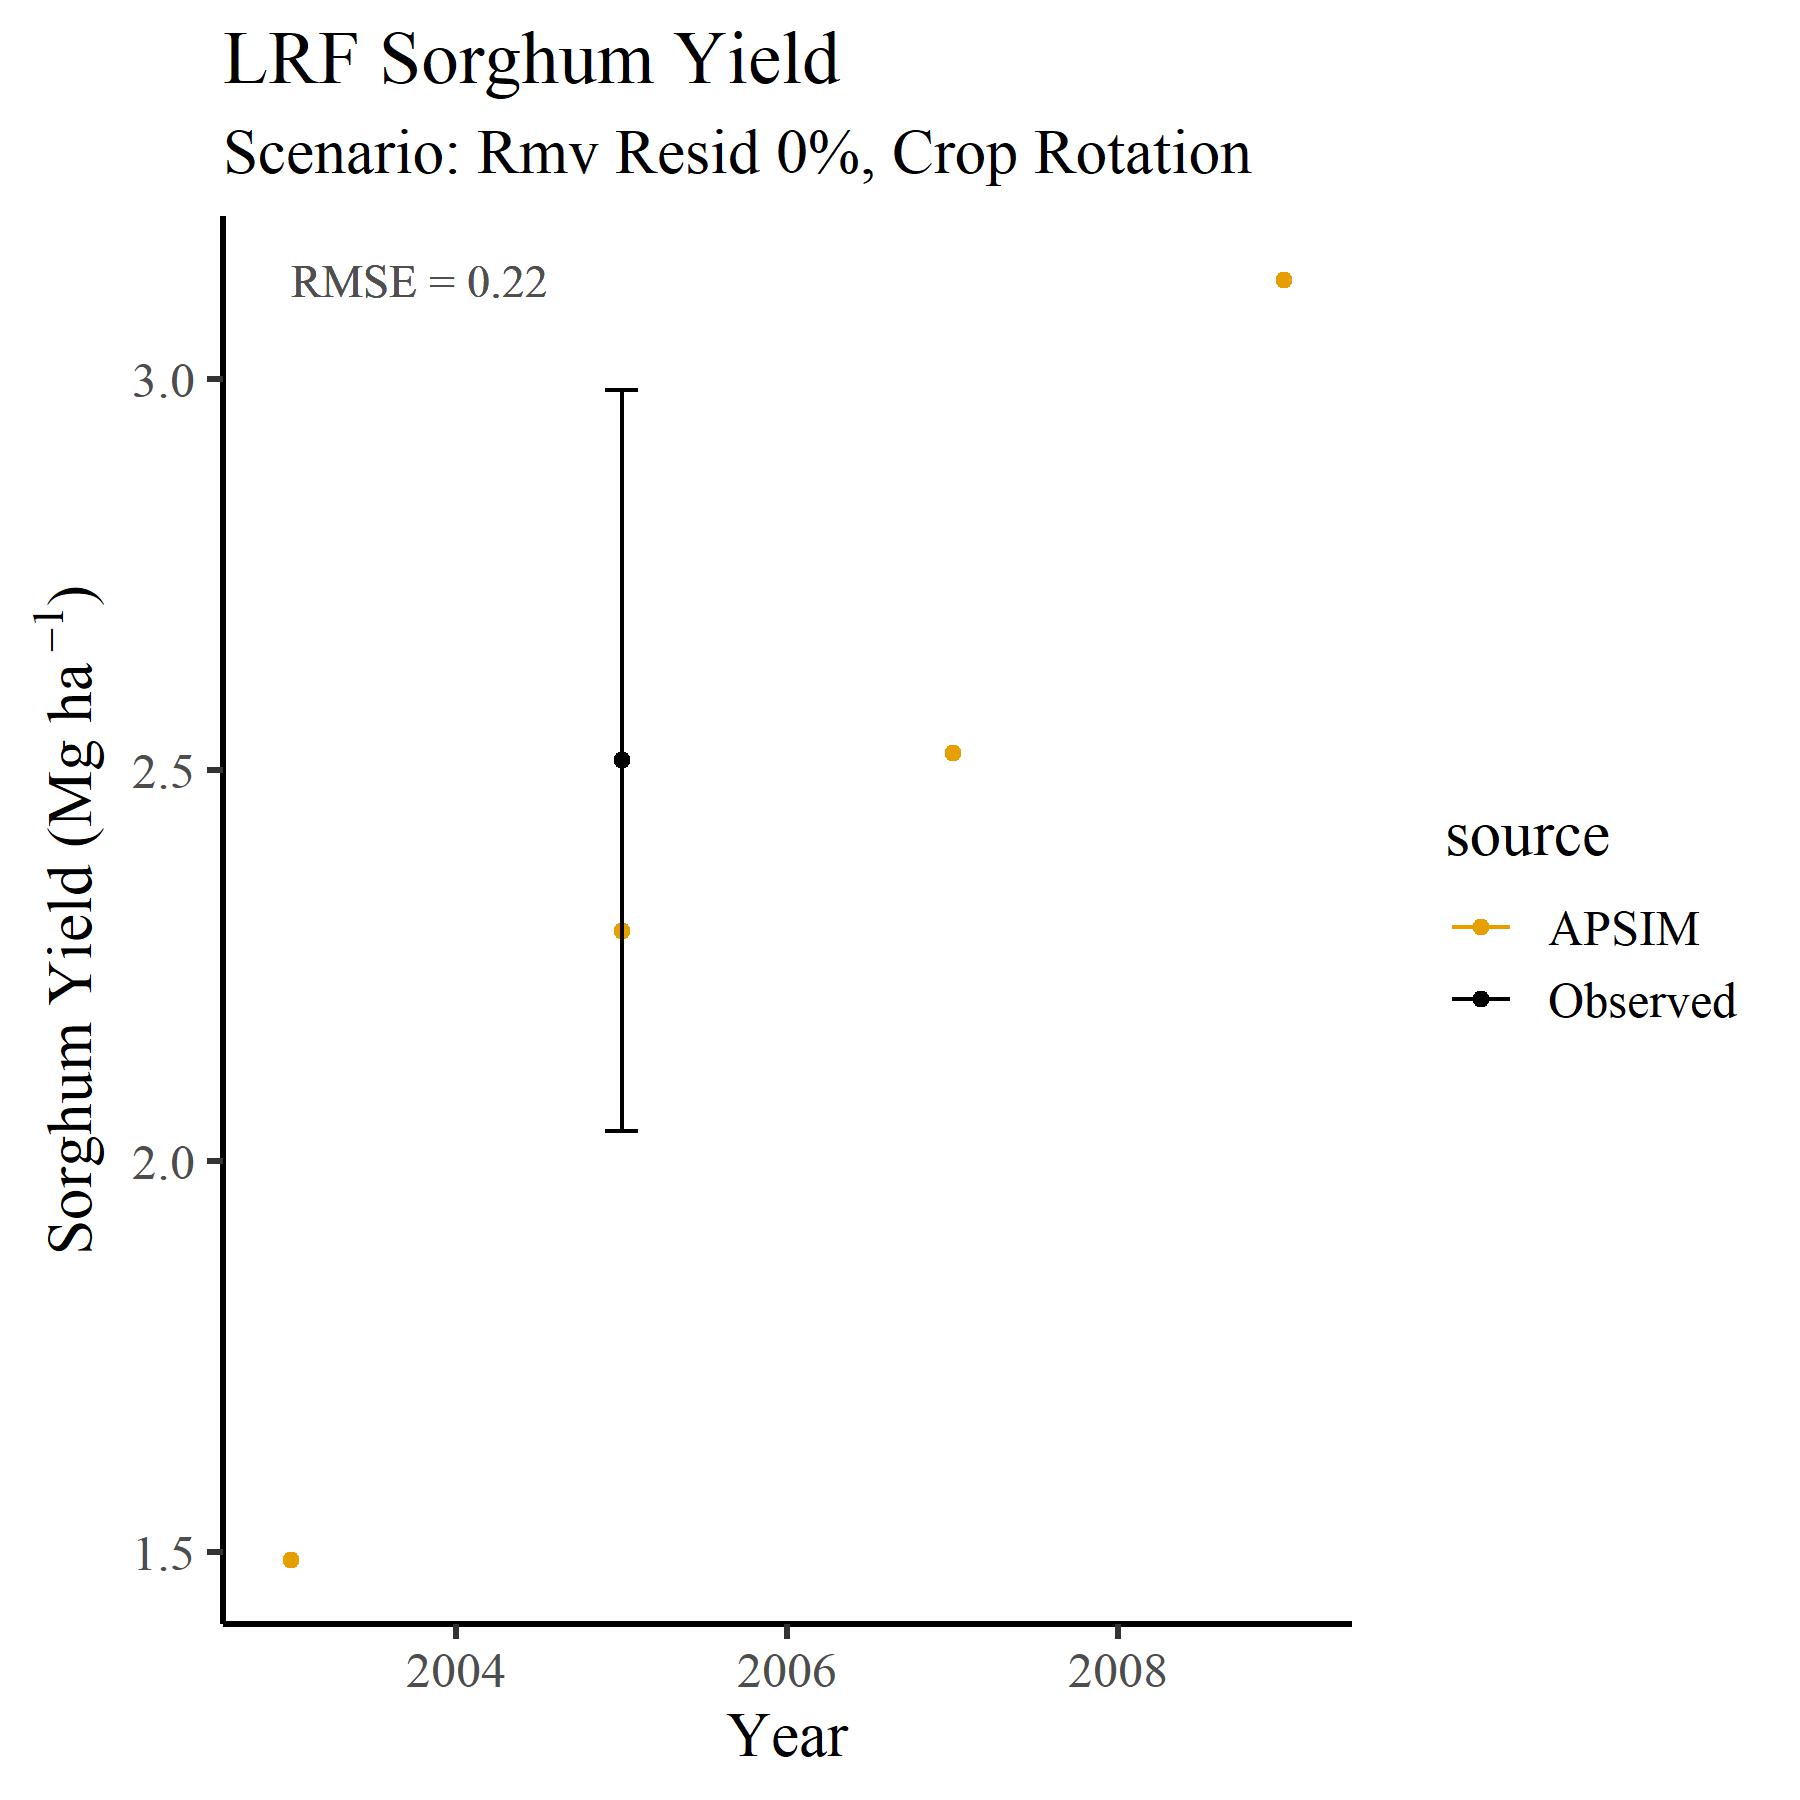 LRF Sorghum Yield
Scenario: Rmv Resid 0%, Crop Rotation
RMSE = 0.22
Sorghum Yield (Mg ha⁻¹)
3.0
2.5
2.0
1.5
2004
2006
2008
Year
source
APSIM
Observed